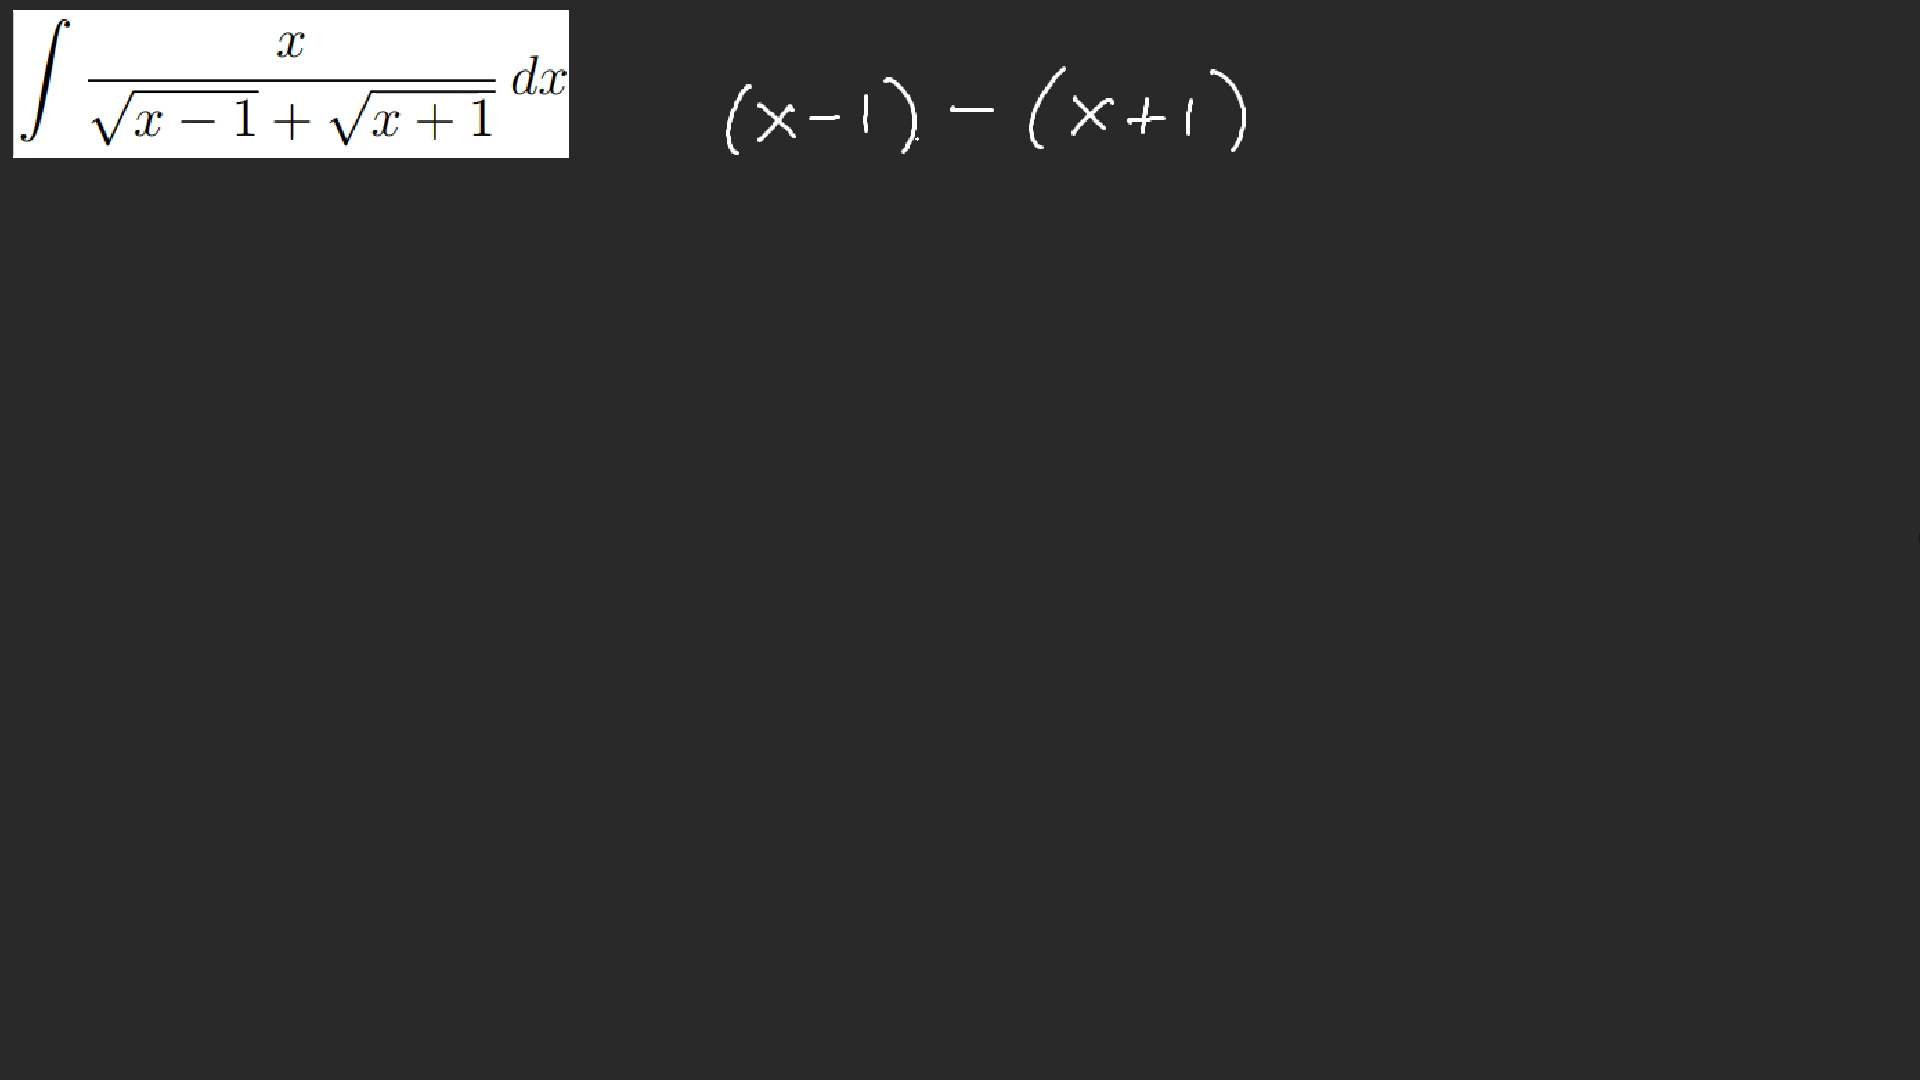 ∫ x / (√(x − 1) + √(x + 1)) dx
(x-1) - (x+1)